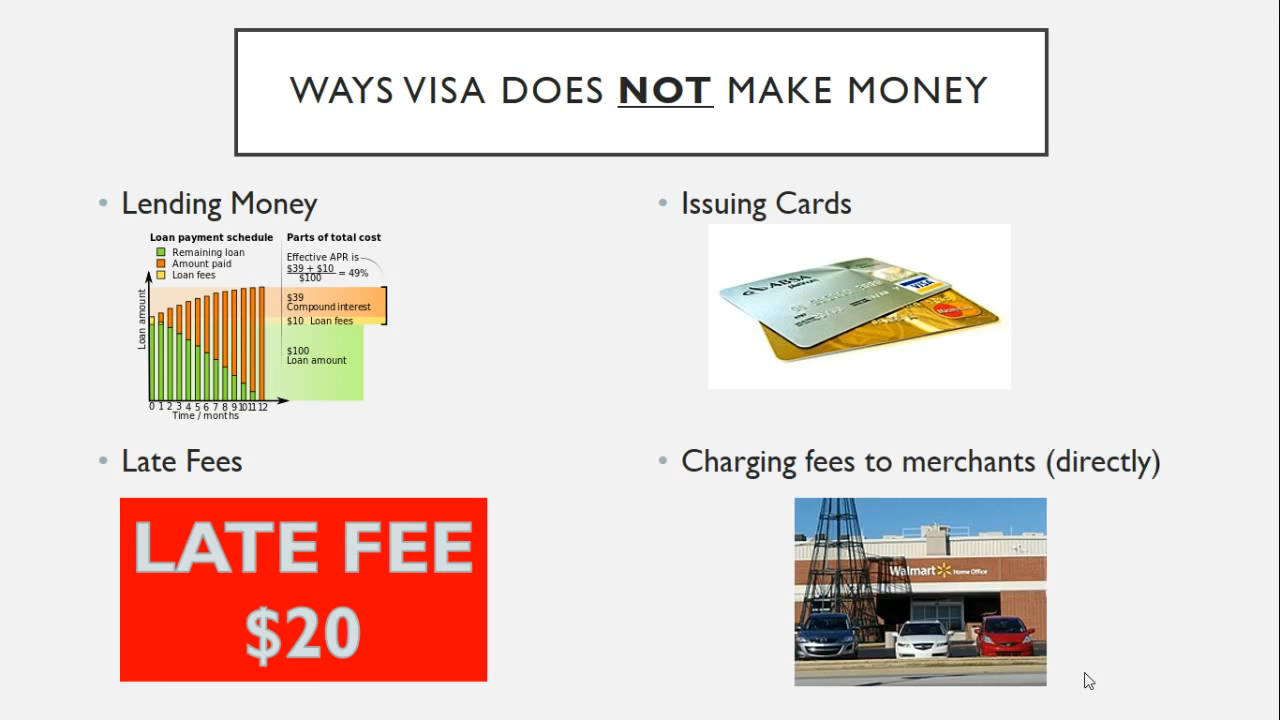 WAYS VISA DOES NOT MAKE MONEY
• Lending Money
Loan payment schedule
Remaining loan
Amount paid
Loan fees
Loan amount
0 1 2 3 4 5 6 7 8 9 10 11 12
Time / months
Parts of total cost
Effective APR is
$39 + $10
$100
= 49%
$39
Compound interest
$10 Loan fees
$100
Loan amount
• Issuing Cards
ABSA
platinum
VISA
• Late Fees
LATE FEE
$20
• Charging fees to merchants (directly)
Walmart Home Office